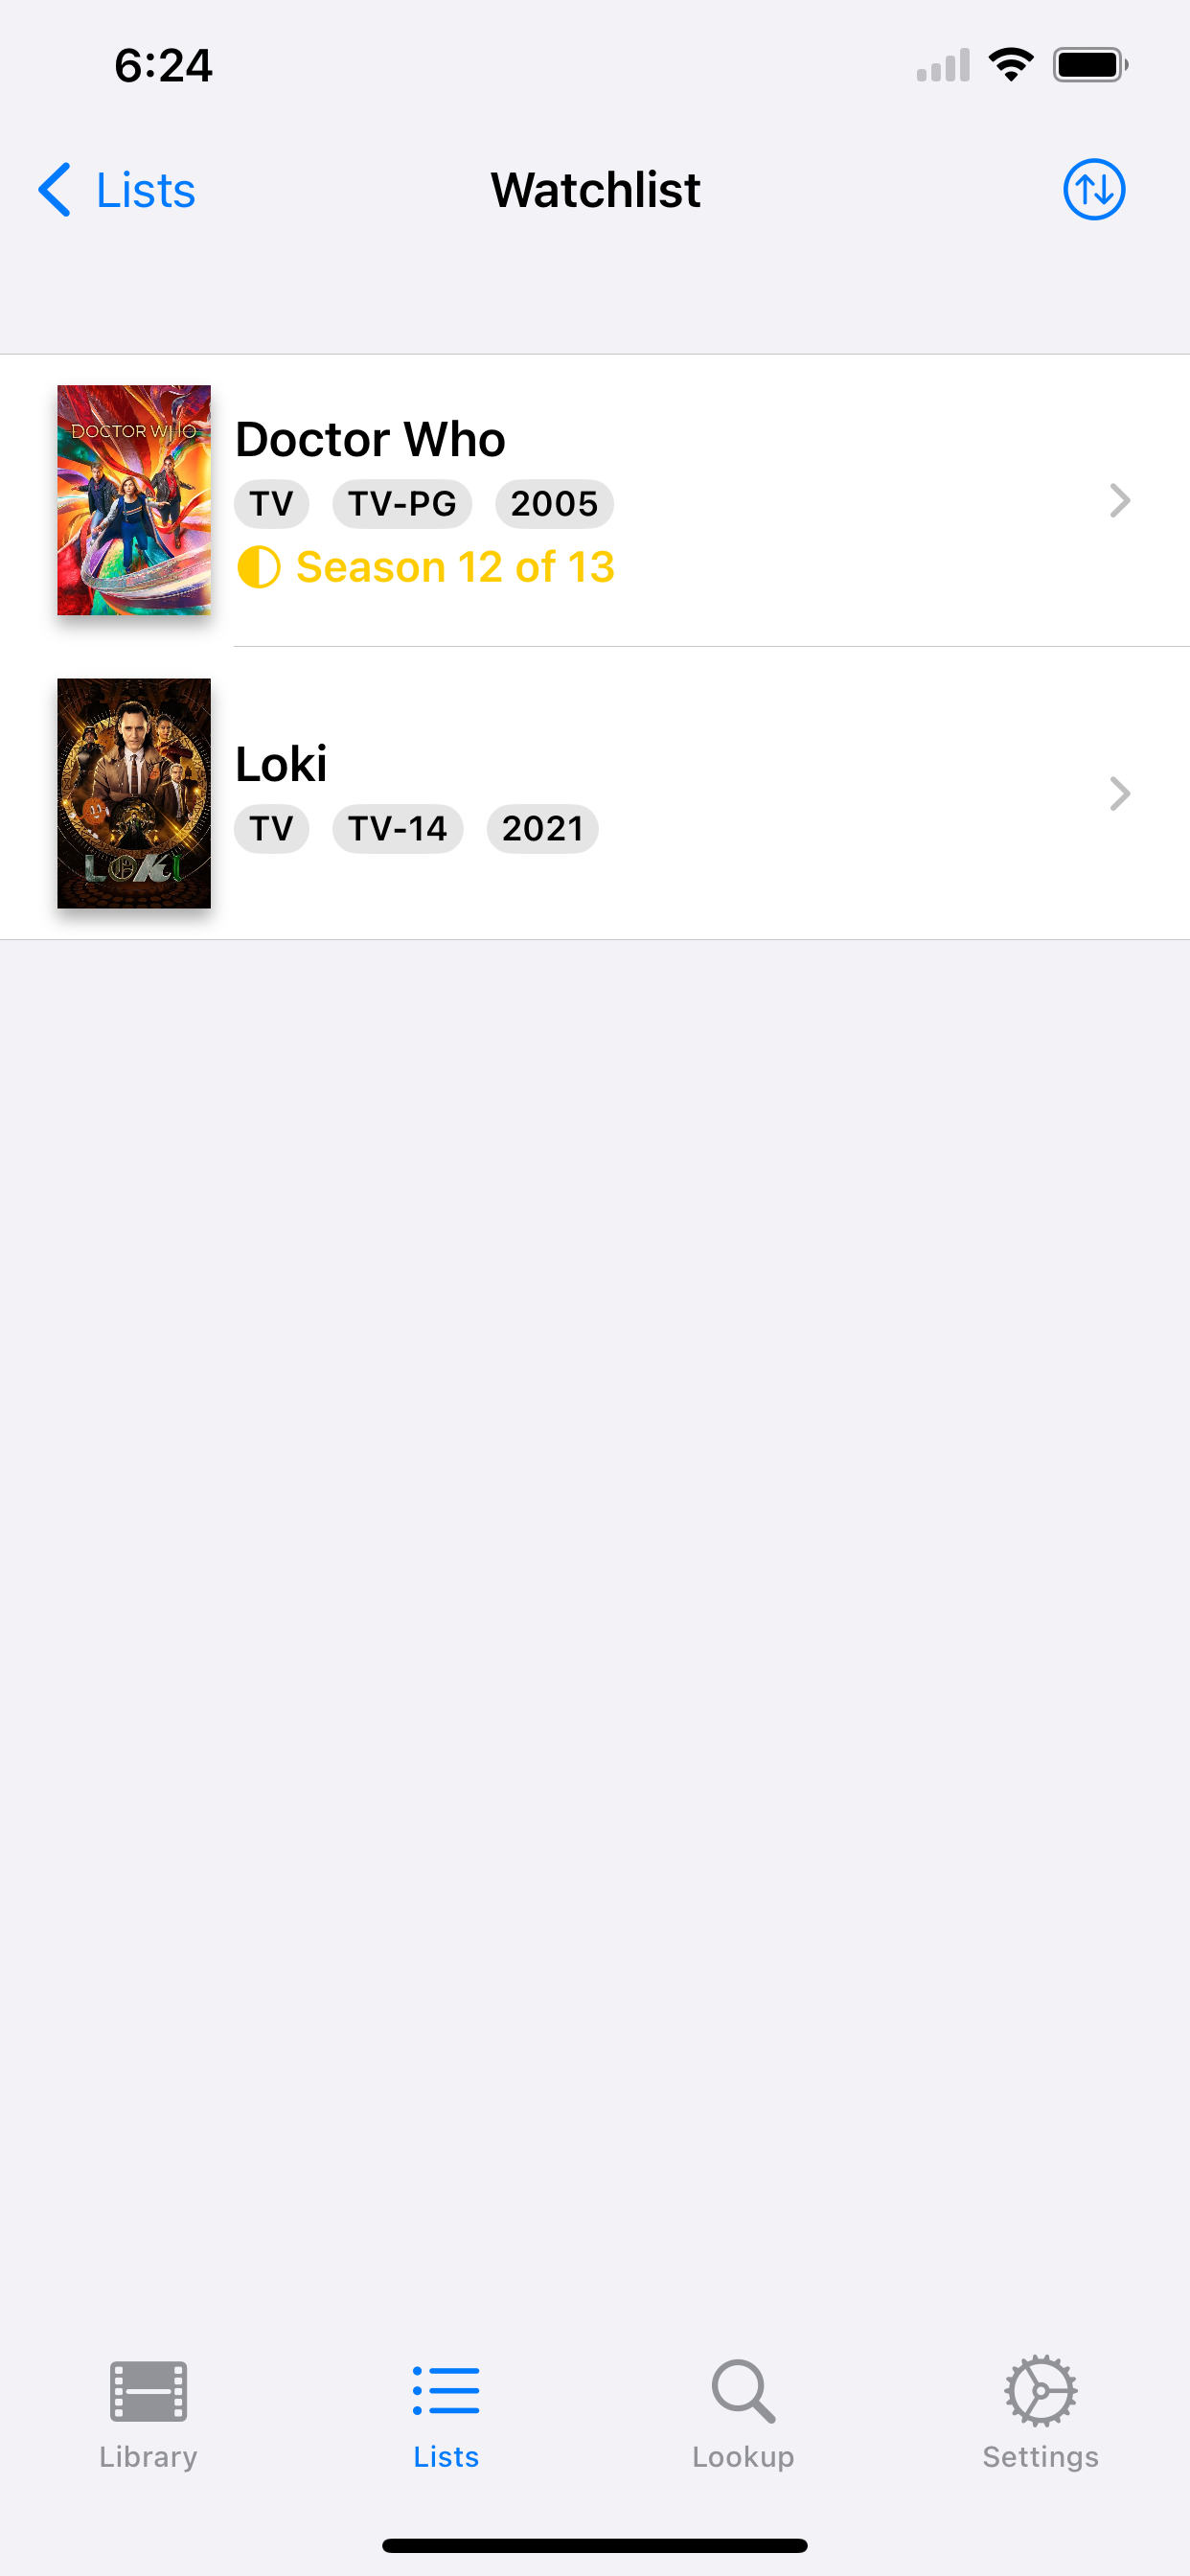 6:24
Lists
Watchlist
DOCTOR WHO
Doctor Who
TV TV-PG 2005
Season 12 of 13
LOKI
Loki
TV TV-14 2021
Library Lists Lookup Settings